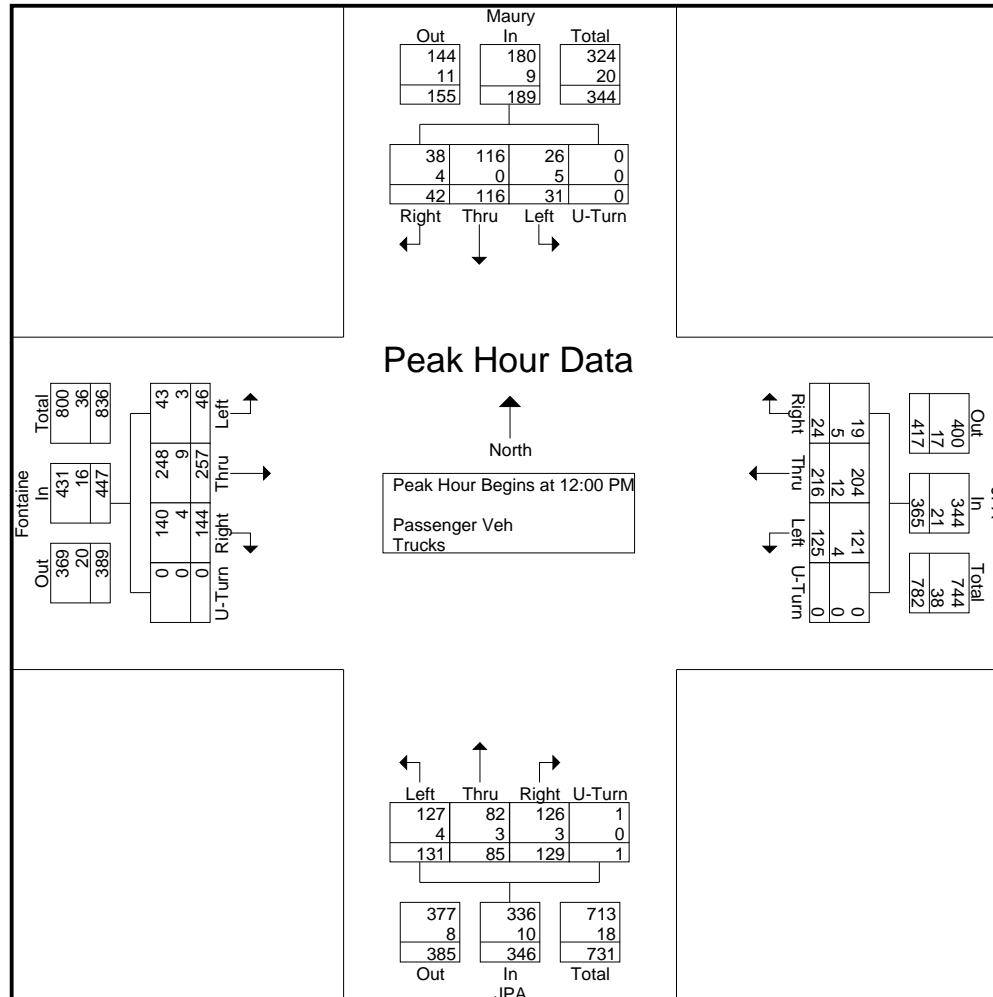 Maury
Out In Total
144 180 324
11 9 20
155 189 344
38 116 26 0
4 0 5 0
42 116 31 0
Right Thru Left U-Turn
Peak Hour Data
North
Peak Hour Begins at 12:00 PM
Passenger Veh
Trucks
Fontaine
Out In Total
369 431 800
20 16 36
389 447 836
U-Turn Right Thru Left
0 140 248 43
0 4 9 3
0 144 257 46
Out In Total
400 344 744
17 21 38
417 365 782
19 204 121 0
5 12 4 0
24 216 125 0
Right Thru Left U-Turn
Left Thru Right U-Turn
127 82 126 1
4 3 3 0
131 85 129 1
377 336 713
8 10 18
385 346 731
Out In Total
JPA